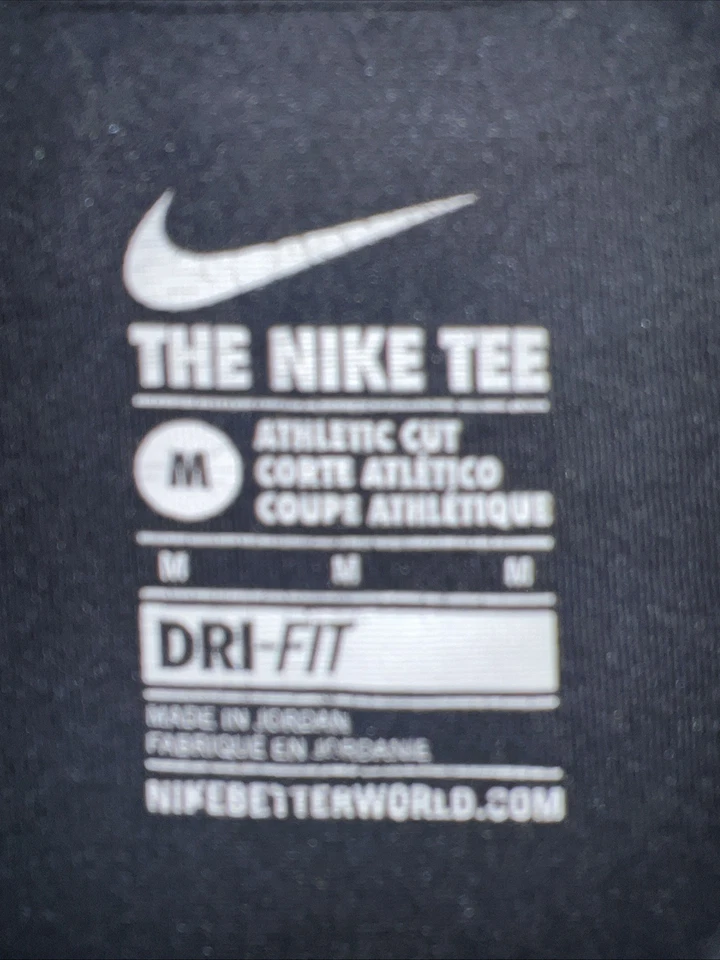 THE NIKE TEE
M
ATHLETIC CUT
CORTE ATLÉTICO
COUPE ATHLÉTIQUE
M M M
DRI-FIT
MADE IN JORDAN
FABRIQUÉ EN JORDANIE
NIKEBETTERWORLD.COM